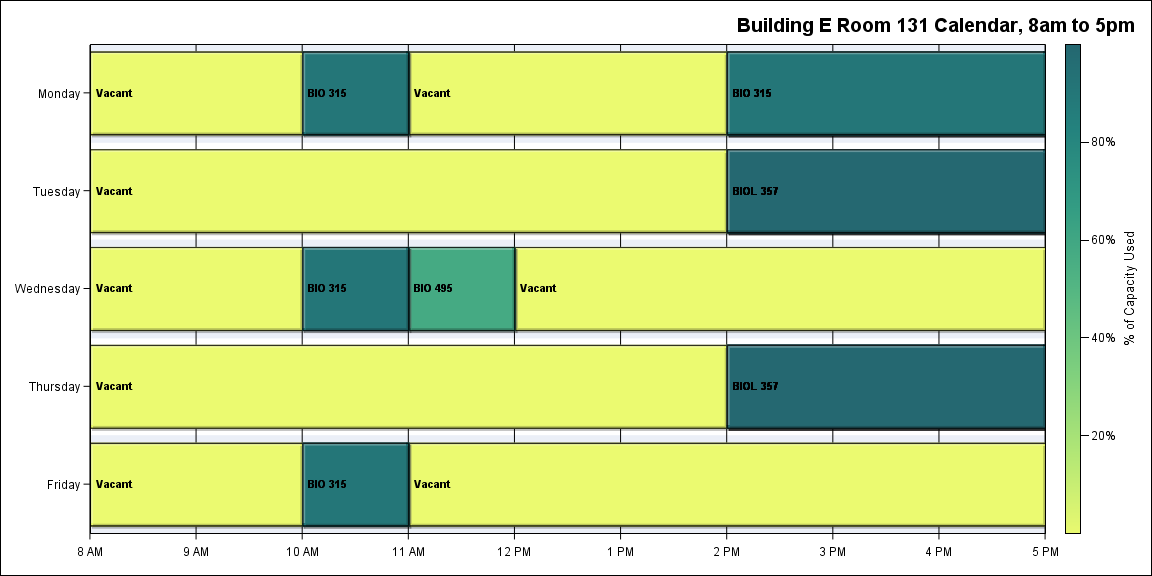 Building E Room 131 Calendar, 8am to 5pm
Monday
Vacant
BIO 315
Vacant
BIO 315
Tuesday
Vacant
BIOL 357
Wednesday
Vacant
BIO 315
BIO 495
Vacant
Thursday
Vacant
BIOL 357
Friday
Vacant
BIO 315
Vacant
8 AM
9 AM
10 AM
11 AM
12 PM
1 PM
2 PM
3 PM
4 PM
5 PM
80%
60%
40%
20%
% of Capacity Used